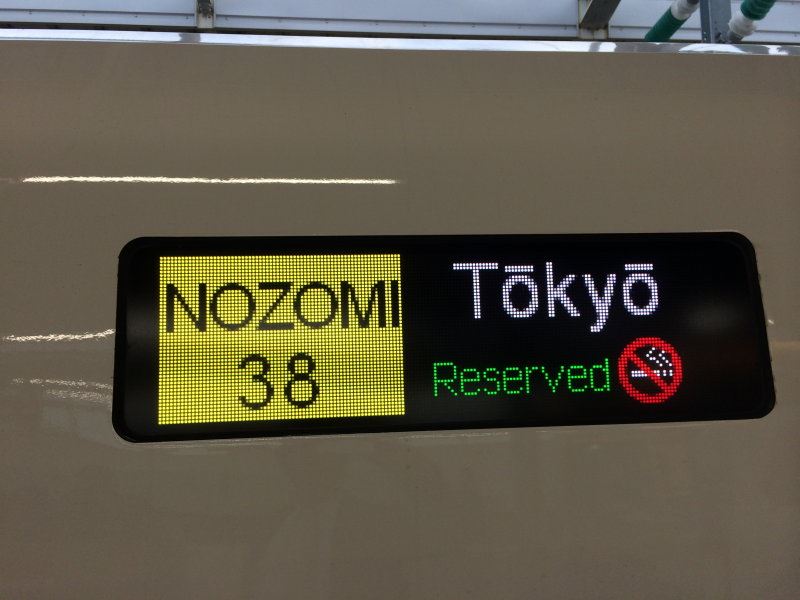 NOZOMI
38
Tōkyō
Reserved